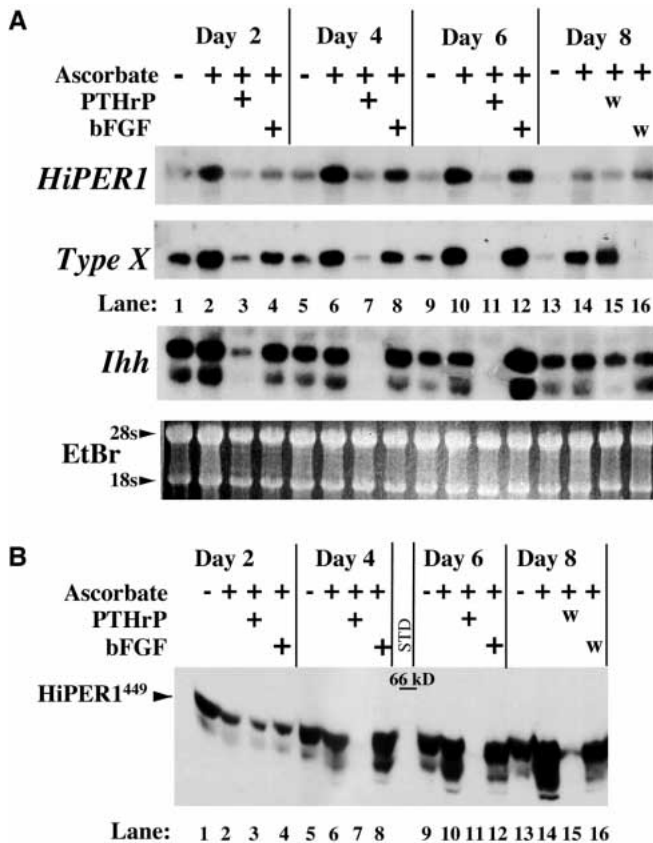 A
Day 2 Day 4 Day 6 Day 8
Ascorbate - + + + - + + + - + + + - + + +
PTHrP + + + w
bFGF + + + w
HiPER1
Type X
Lane: 1 2 3 4 5 6 7 8 9 10 11 12 13 14 15 16
Ihh
28s
EtBr
18s
B
Day 2 Day 4 STD Day 6 Day 8
Ascorbate - + + + - + + + - + + + - + + +
PTHrP + + + w
bFGF + + + w
66 kD
HiPER1⁴⁴⁹
Lane: 1 2 3 4 5 6 7 8 9 10 11 12 13 14 15 16